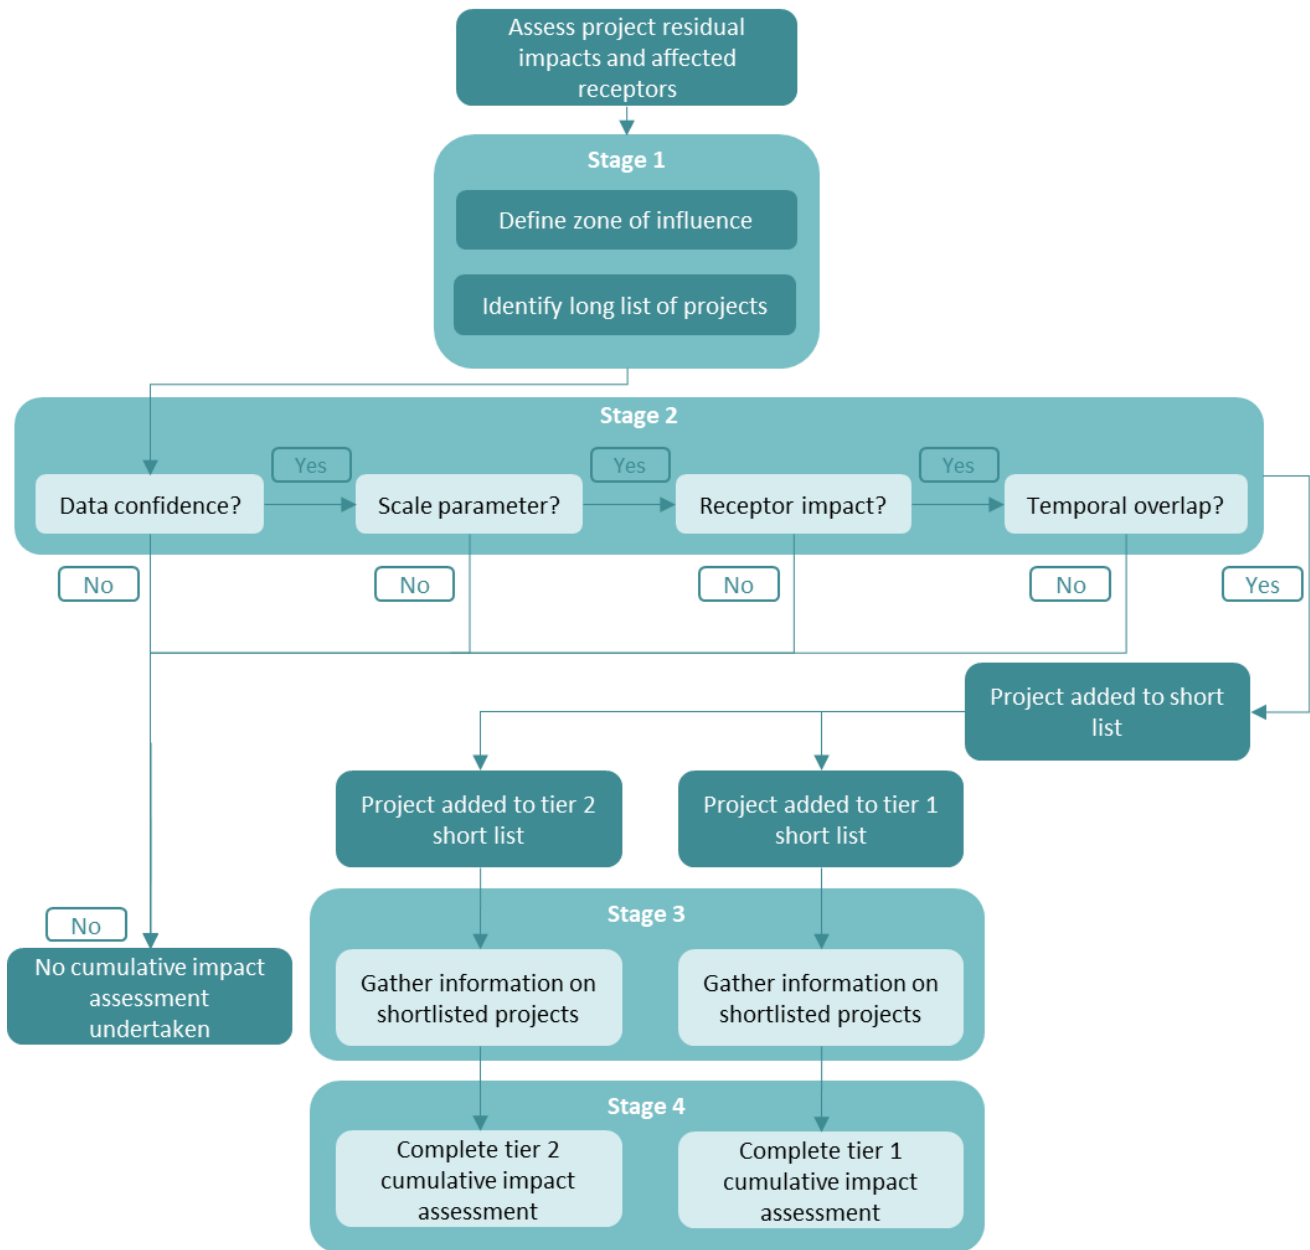 Assess project residual
impacts and affected
receptors
Stage 1
Define zone of influence
Identify long list of projects
Stage 2
Yes
Yes
Yes
Data confidence?
Scale parameter?
Receptor impact?
Temporal overlap?
No
No
No
No
Yes
Project added to short
list
Project added to tier 2
short list
Project added to tier 1
short list
Stage 3
No
No cumulative impact
assessment
undertaken
Gather information on
shortlisted projects
Gather information on
shortlisted projects
Stage 4
Complete tier 2
cumulative impact
assessment
Complete tier 1
cumulative impact
assessment